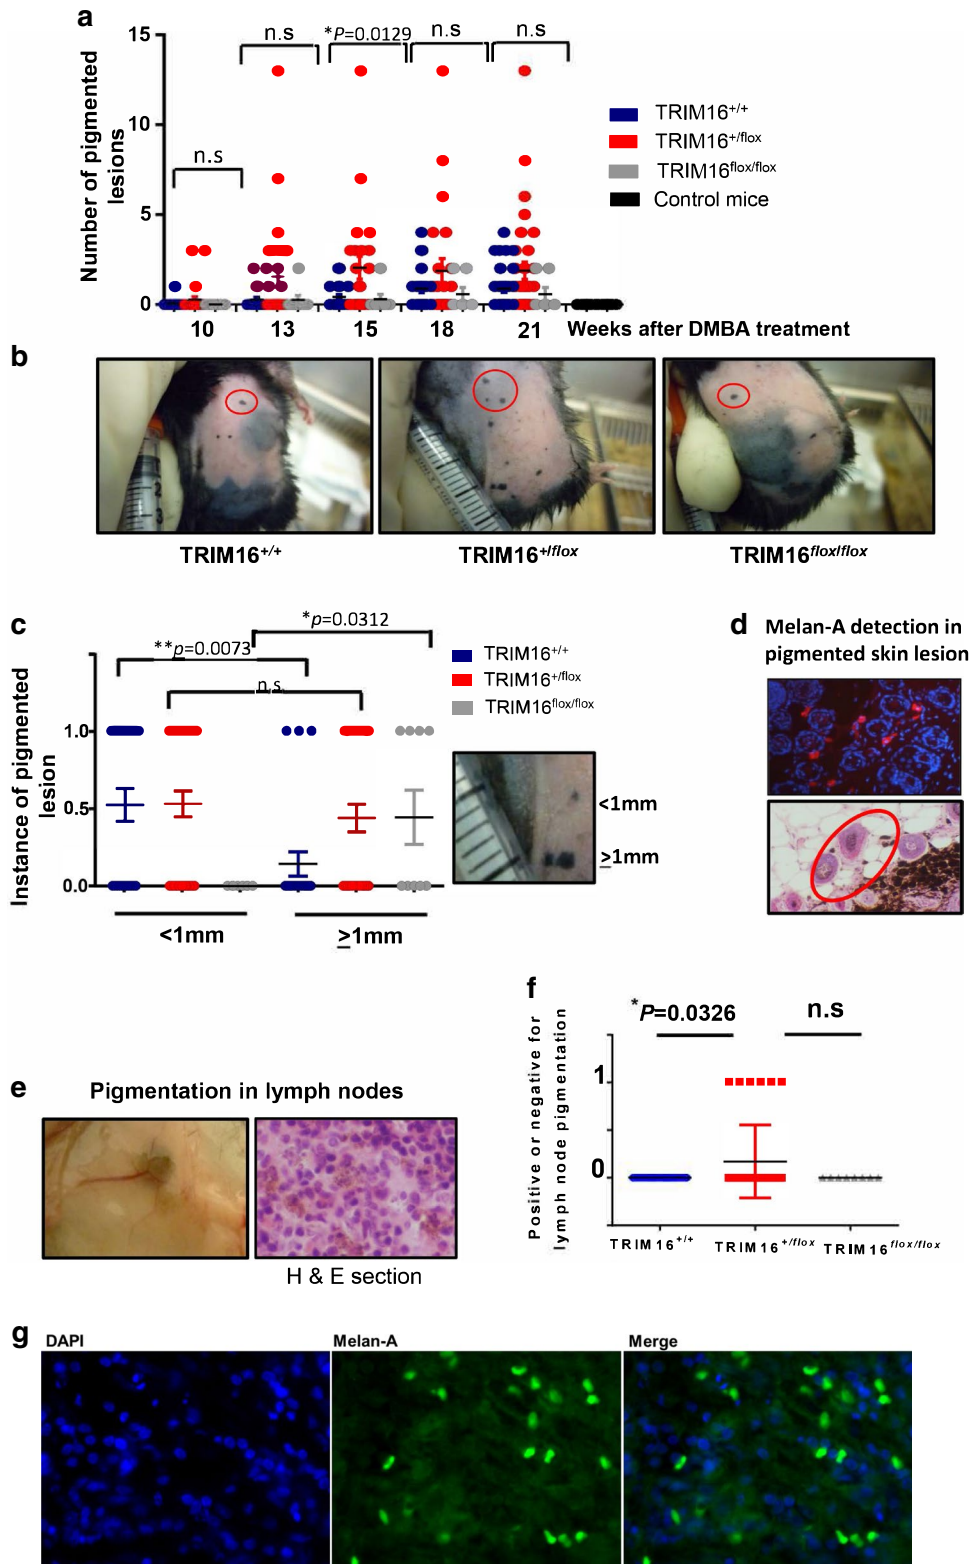 a
15
10
5
0
Number of pigmented
lesions
n.s
n.s
*P=0.0129
n.s
n.s
10 13 15 18 21 Weeks after DMBA treatment
TRIM16+/+
TRIM16+/flox
TRIM16flox/flox
Control mice
b
TRIM16+/+ TRIM16+/flox TRIM16flox/flox
c
*p=0.0312
**p=0.0073
n.s.
TRIM16+/+
TRIM16+/flox
TRIM16flox/flox
Instance of pigmented
lesion
1.0
0.5
0.0
<1mm ≥1mm
<1mm
≥1mm
d Melan-A detection in
pigmented skin lesion
e Pigmentation in lymph nodes
H & E section
f
*P=0.0326 n.s
Positive or negative for
lymph node pigmentation
1
0
TRIM16+/+ TRIM16+/flox TRIM16flox/flox
g
DAPI Melan-A Merge